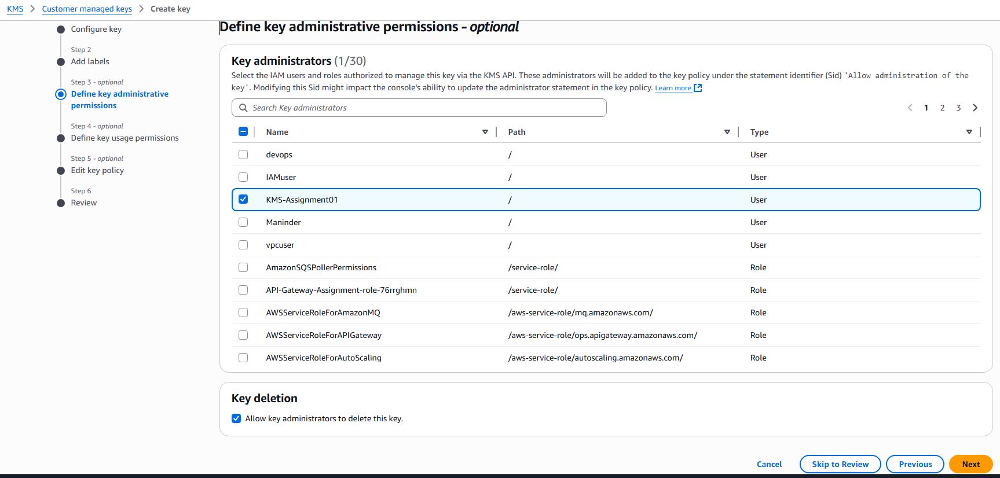 KMS > Customer managed keys > Create key
Configure key
Step 2
Add labels
Step 3 - optional
Define key administrative
permissions
Step 4 - optional
Define key usage permissions
Step 5 - optional
Edit key policy
Step 6
Review
Define key administrative permissions - optional
Key administrators (1/30)
Select the IAM users and roles authorized to manage this key via the KMS API. These administrators will be added to the key policy under the statement identifier (Sid) 'Allow administration of the
key'. Modifying this Sid might impact the console's ability to update the administrator statement in the key policy. Learn more
Search Key administrators
1 2 3
Name Path Type
devops / User
IAMuser / User
KMS-Assignment01 / User
Maninder / User
vpcuser / User
AmazonSQSPollerPermissions /service-role/ Role
API-Gateway-Assignment-role-76rrghmn /service-role/ Role
AWSServiceRoleForAmazonMQ /aws-service-role/mq.amazonaws.com/ Role
AWSServiceRoleForAPIGateway /aws-service-role/ops.apigateway.amazonaws.com/ Role
AWSServiceRoleForAutoScaling /aws-service-role/autoscaling.amazonaws.com/ Role
Key deletion
Allow key administrators to delete this key.
Cancel Skip to Review Previous Next